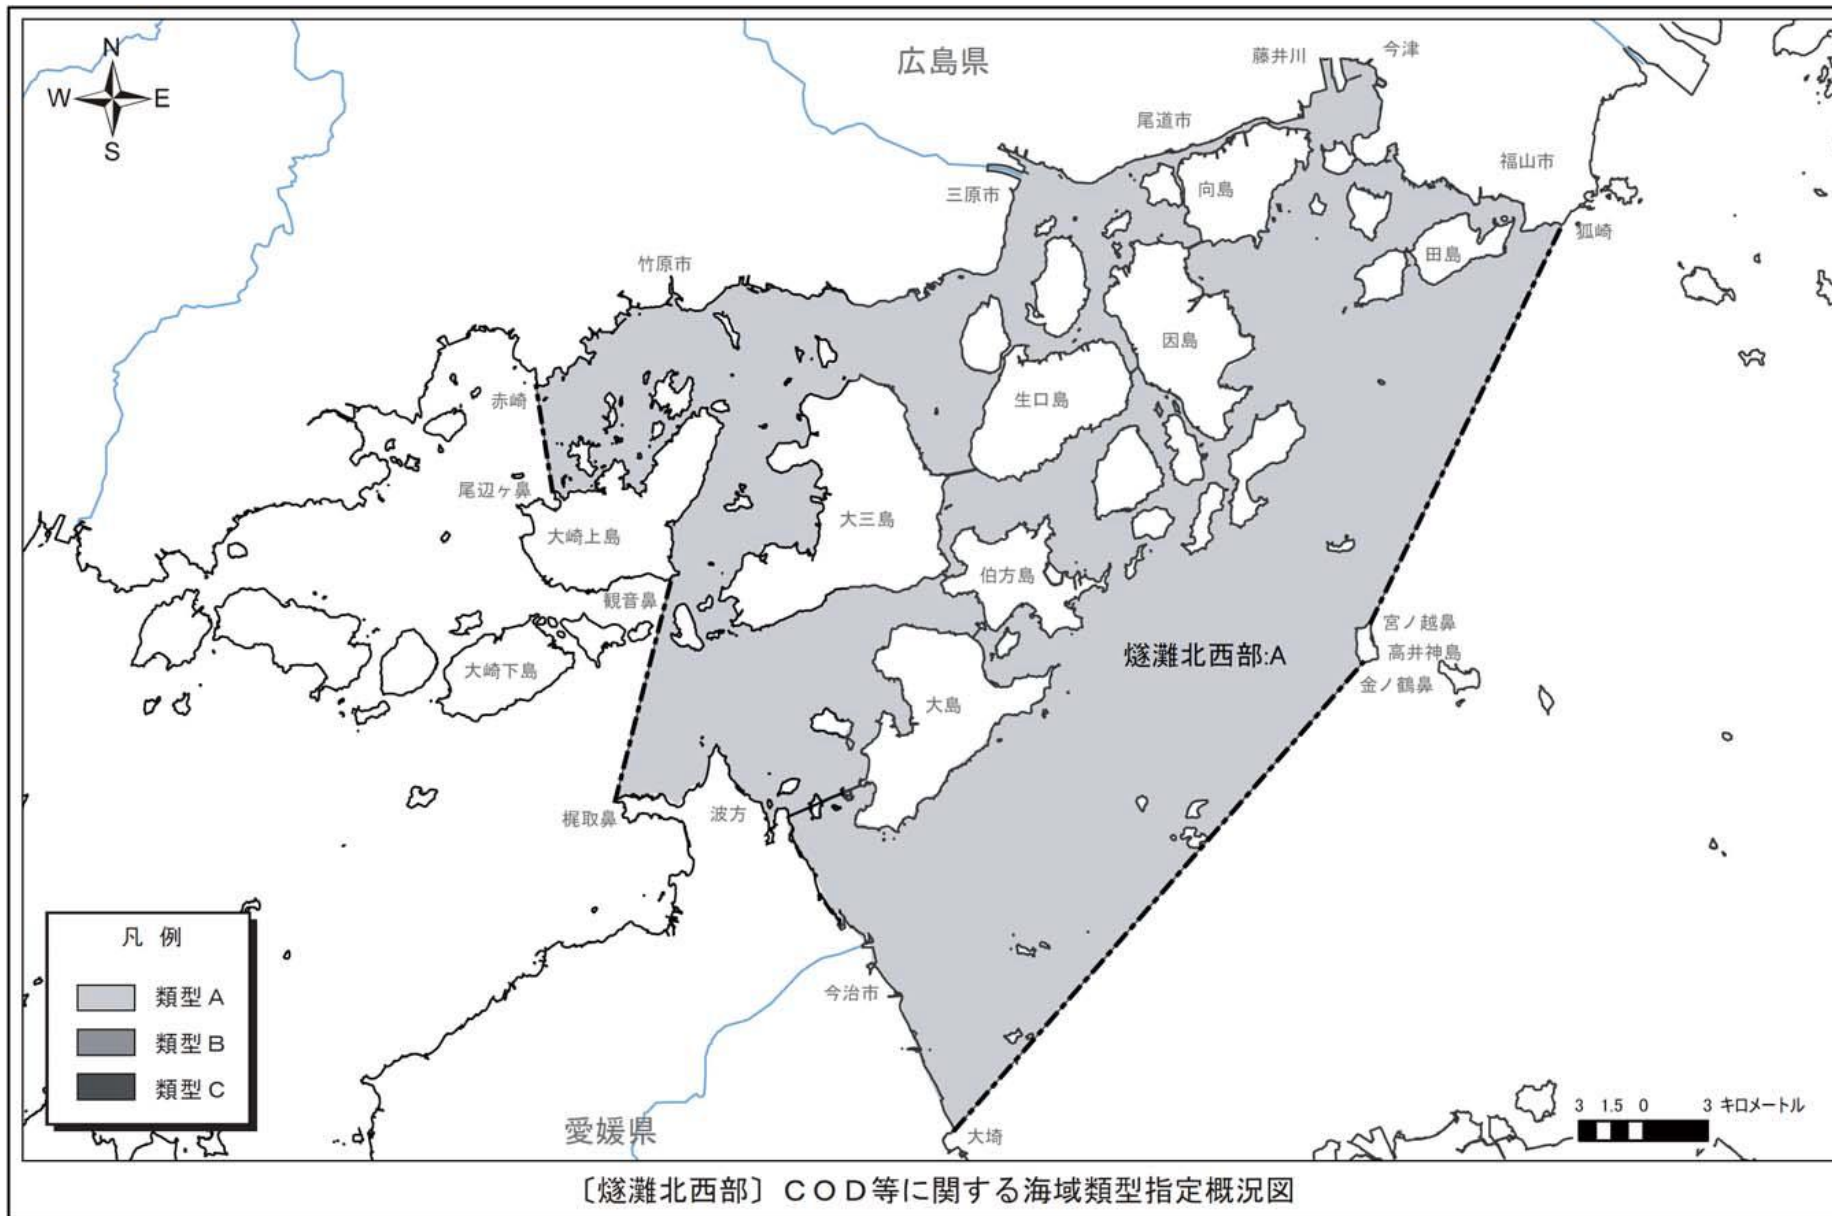 N
W
E
S
広島県
藤井川
今津
尾道市
福山市
三原市
向島
狐崎
田島
竹原市
因島
赤崎
生口島
尾辺ヶ鼻
大崎上島
大三島
伯方島
観音鼻
宮ノ越鼻
高井神島
金ノ鶴鼻
燧灘北西部:A
大崎下島
大島
梶取鼻
波方
凡 例
類型A
類型B
類型C
今治市
愛媛県
大埼
3 1.5 0 3 キロメートル
〔燧灘北西部〕COD等に関する海域類型指定概況図